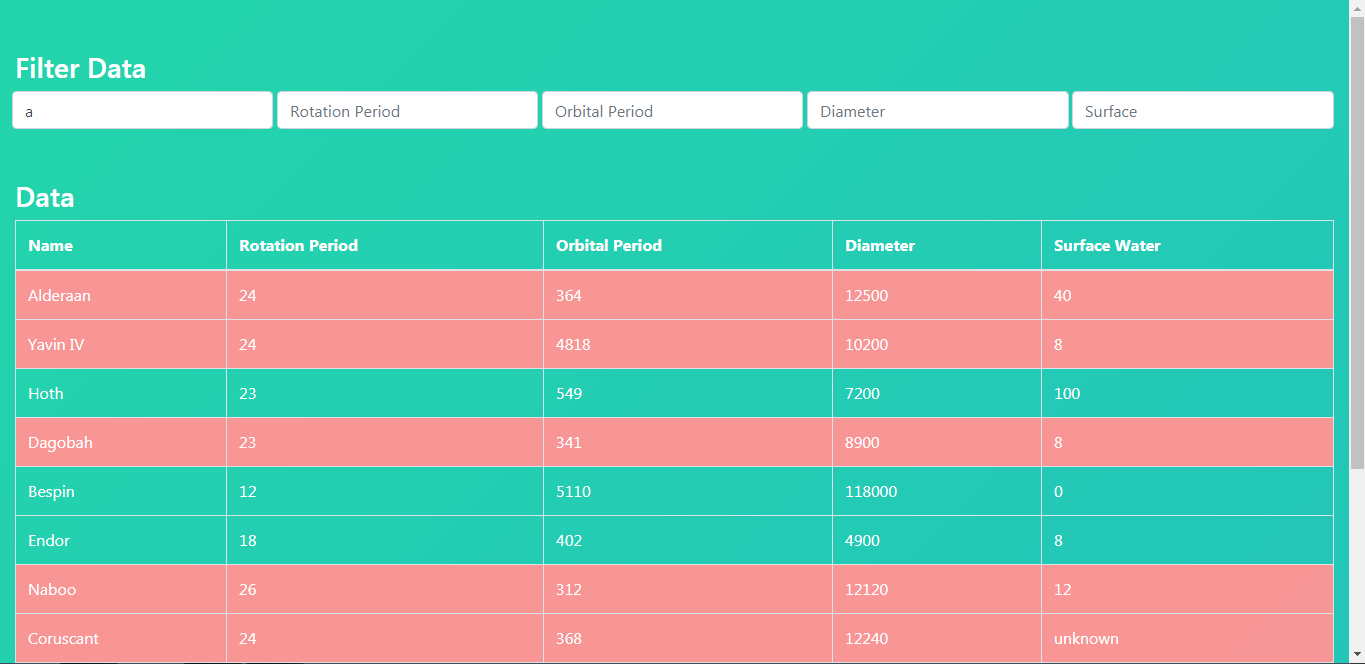 Filter Data
a Rotation Period Orbital Period Diameter Surface
Data
Name Rotation Period Orbital Period Diameter Surface Water
Alderaan 24 364 12500 40
Yavin IV 24 4818 10200 8
Hoth 23 549 7200 100
Dagobah 23 341 8900 8
Bespin 12 5110 118000 0
Endor 18 402 4900 8
Naboo 26 312 12120 12
Coruscant 24 368 12240 unknown